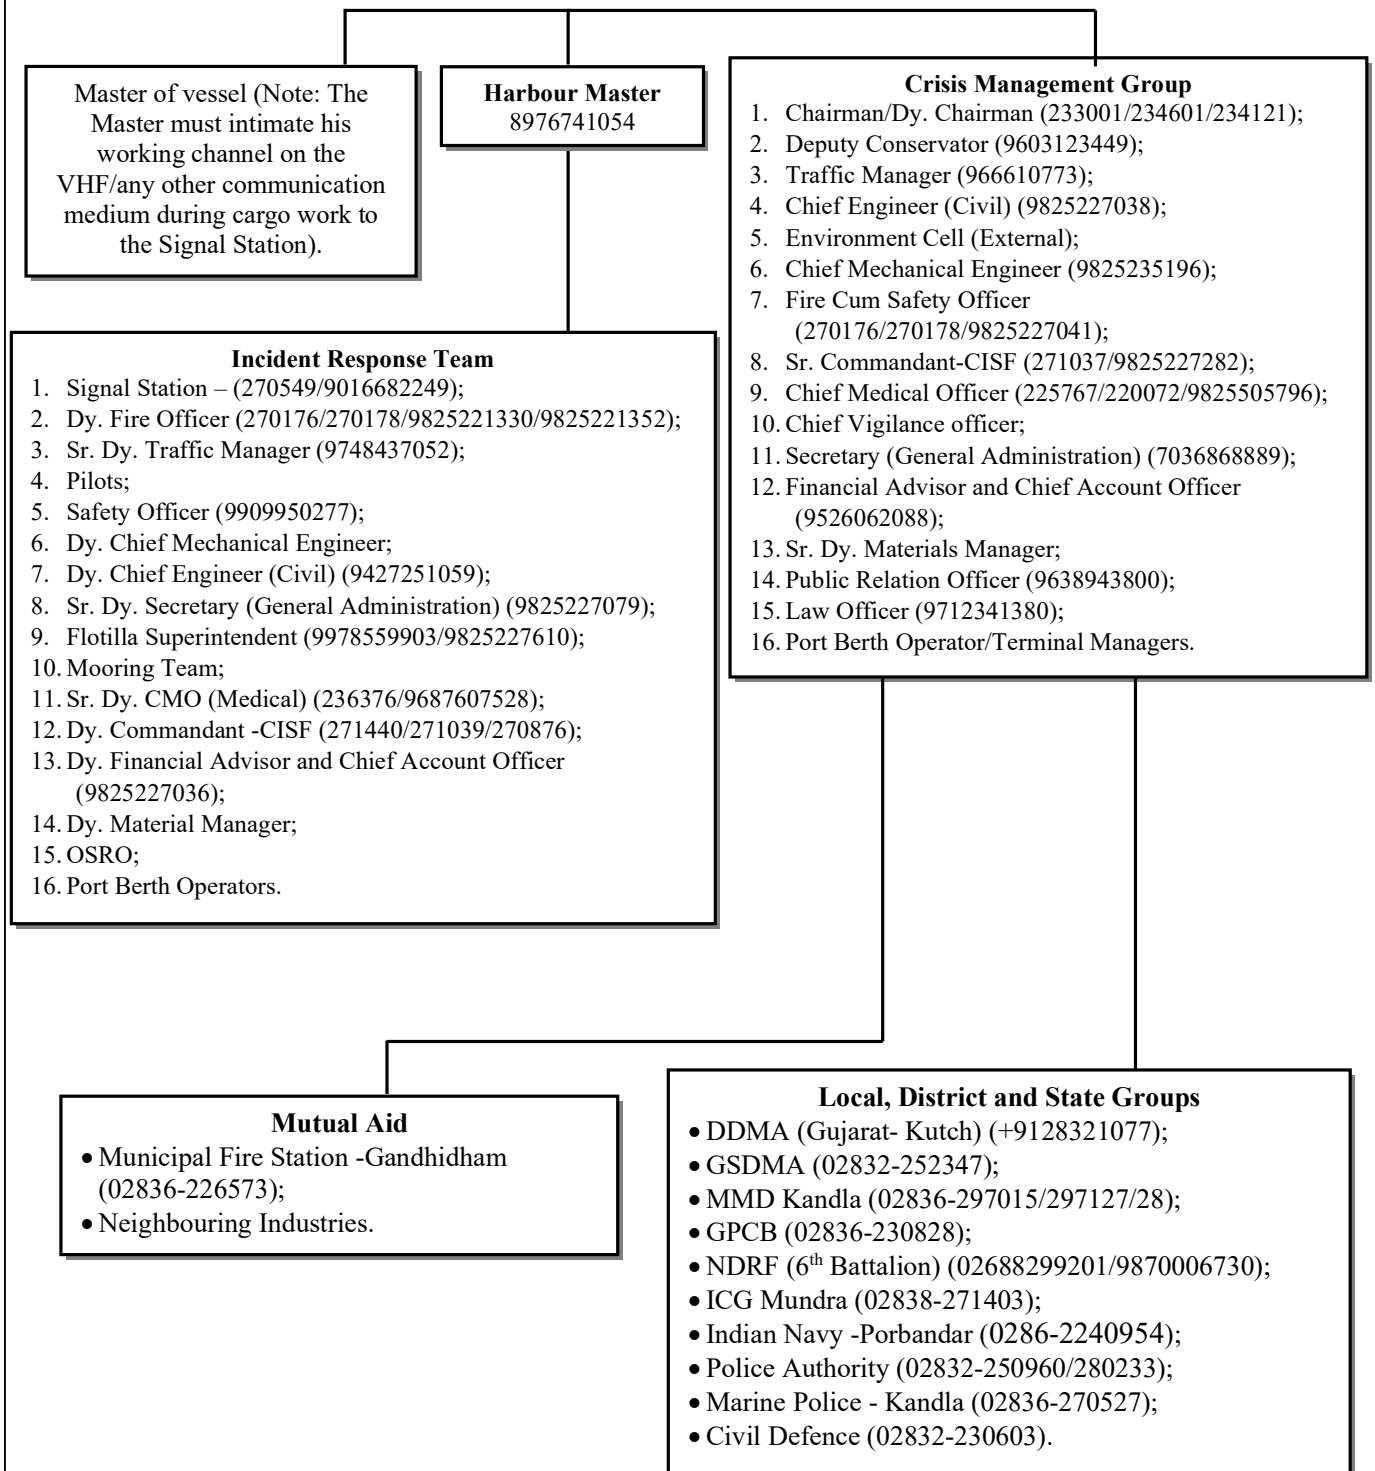 Master of vessel (Note: The
Master must intimate his
working channel on the
VHF/any other communication
medium during cargo work to
the Signal Station).
Harbour Master
8976741054
Crisis Management Group
1. Chairman/Dy. Chairman (233001/234601/234121);
2. Deputy Conservator (9603123449);
3. Traffic Manager (966610773);
4. Chief Engineer (Civil) (9825227038);
5. Environment Cell (External);
6. Chief Mechanical Engineer (9825235196);
7. Fire Cum Safety Officer
(270176/270178/9825227041);
8. Sr. Commandant-CISF (271037/9825227282);
9. Chief Medical Officer (225767/220072/9825505796);
10. Chief Vigilance officer;
11. Secretary (General Administration) (7036868889);
12. Financial Advisor and Chief Account Officer
(9526062088);
13. Sr. Dy. Materials Manager;
14. Public Relation Officer (9638943800);
15. Law Officer (9712341380);
16. Port Berth Operator/Terminal Managers.
Incident Response Team
1. Signal Station – (270549/9016682249);
2. Dy. Fire Officer (270176/270178/9825221330/9825221352);
3. Sr. Dy. Traffic Manager (9748437052);
4. Pilots;
5. Safety Officer (9909950277);
6. Dy. Chief Mechanical Engineer;
7. Dy. Chief Engineer (Civil) (9427251059);
8. Sr. Dy. Secretary (General Administration) (9825227079);
9. Flotilla Superintendent (9978559903/9825227610);
10. Mooring Team;
11. Sr. Dy. CMO (Medical) (236376/9687607528);
12. Dy. Commandant -CISF (271440/271039/270876);
13. Dy. Financial Advisor and Chief Account Officer
(9825227036);
14. Dy. Material Manager;
15. OSRO;
16. Port Berth Operators.
Mutual Aid
• Municipal Fire Station -Gandhidham
(02836-226573);
• Neighbouring Industries.
Local, District and State Groups
• DDMA (Gujarat- Kutch) (+9128321077);
• GSDMA (02832-252347);
• MMD Kandla (02836-297015/297127/28);
• GPCB (02836-230828);
• NDRF (6th Battalion) (02688299201/9870006730);
• ICG Mundra (02838-271403);
• Indian Navy -Porbandar (0286-2240954);
• Police Authority (02832-250960/280233);
• Marine Police - Kandla (02836-270527);
• Civil Defence (02832-230603).